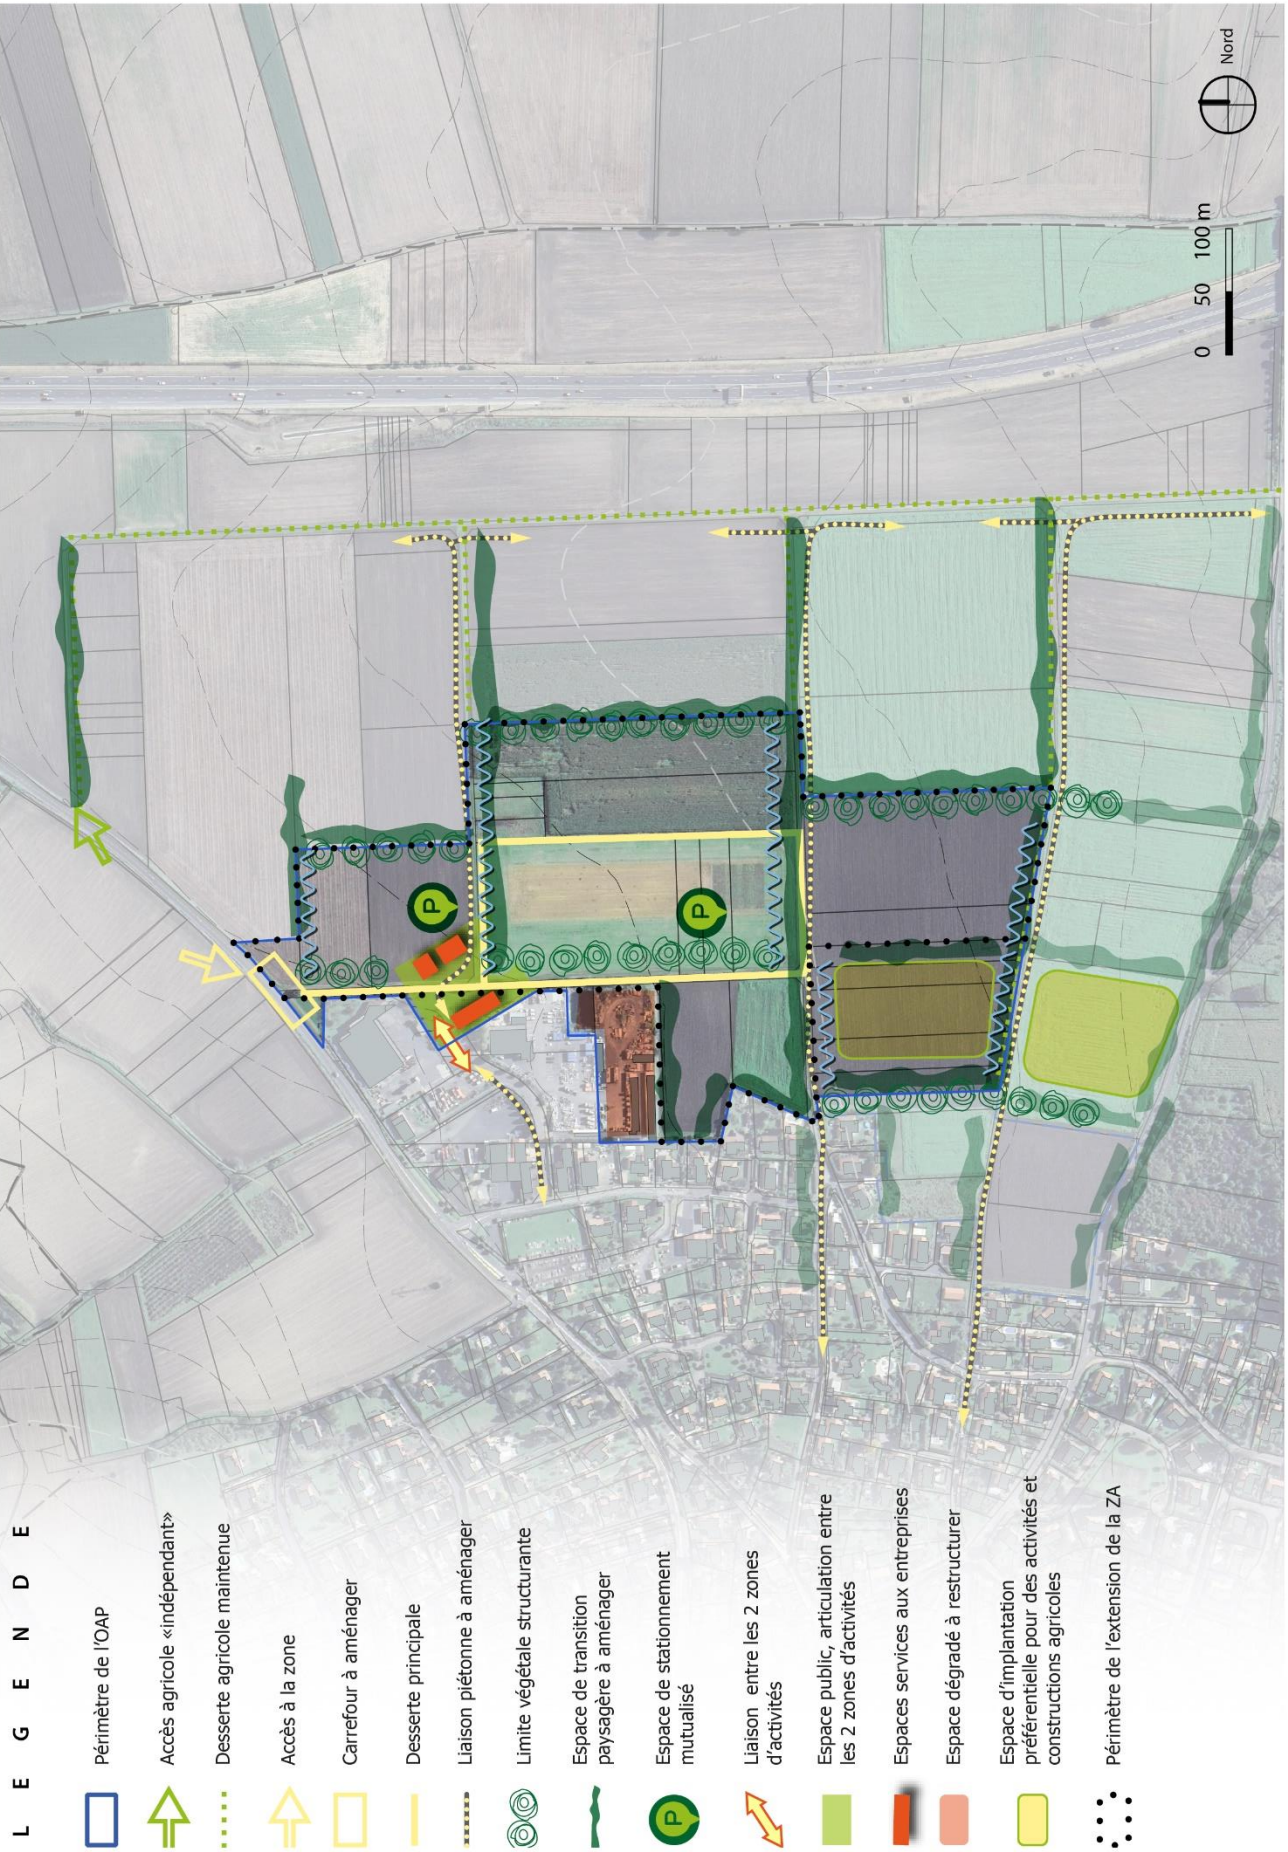 L E G E N D E
Périmètre de l'OAP
Accès agricole «indépendant»
Desserte agricole maintenue
Accès à la zone
Carrefour à aménager
Desserte principale
Liaison piétonne à aménager
Limite végétale structurante
Espace de transition
paysagère à aménager
P
Espace de stationnement
mutualisé
Liaison entre les 2 zones
d'activités
Espace public, articulation entre
les 2 zones d'activités
Espaces services aux entreprises
Espace dégradé à restructurer
Espace d'implantation
préférentielle pour des activités et
constructions agricoles
Périmètre de l'extension de la ZA
P
P
0 50 100 m
Nord